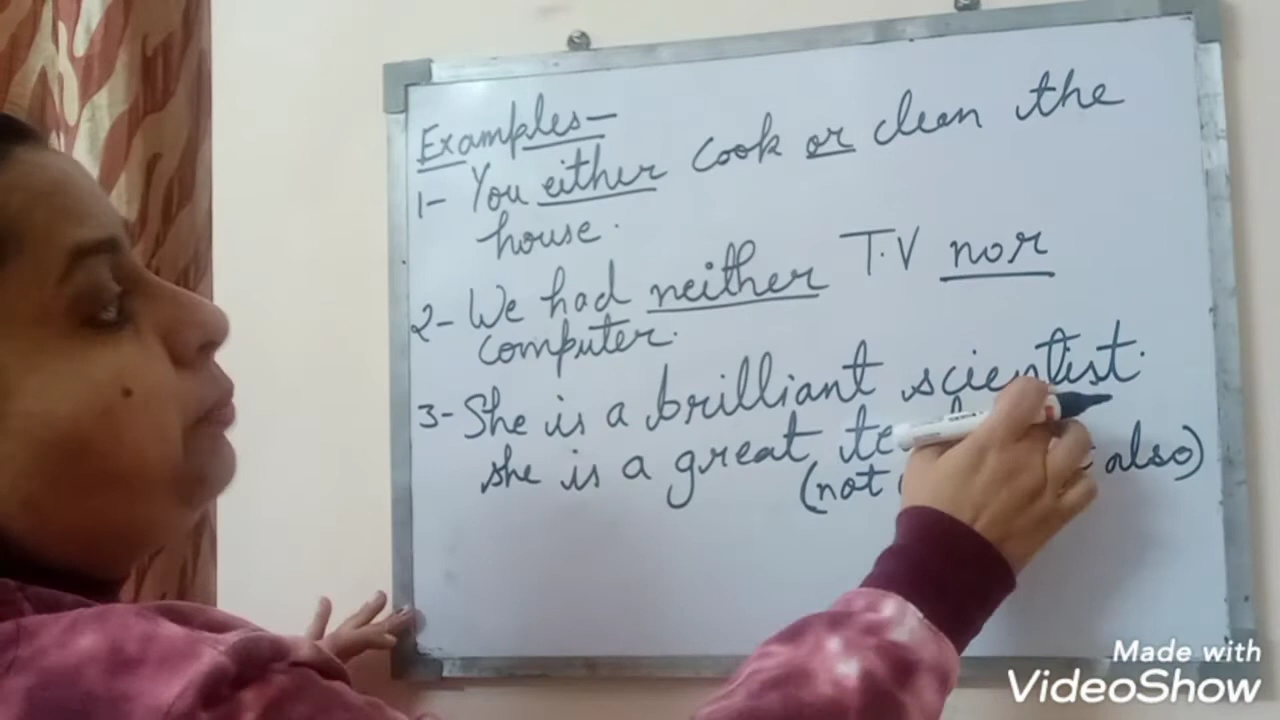 Examples-
1- You either cook or clean the
house.
2- We had neither T.V nor
computer.
3- She is a brilliant scientist.
she is a great
(not also)
Made with
VideoShow